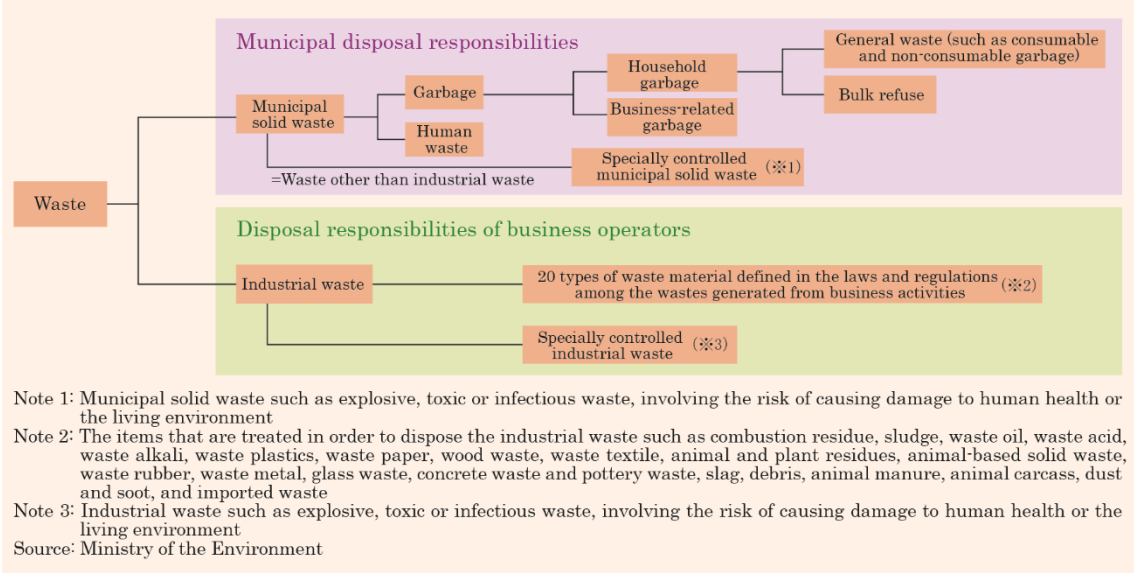 Municipal disposal responsibilities
General waste (such as consumable
and non-consumable garbage)
Household
garbage
Garbage
Bulk refuse
Municipal
solid waste
Business-related
garbage
Human
waste
Specially controlled
municipal solid waste (※1)
=Waste other than industrial waste
Waste
Disposal responsibilities of business operators
Industrial waste
20 types of waste material defined in the laws and regulations
among the wastes generated from business activities (※2)
Specially controlled
industrial waste (※3)
Note 1: Municipal solid waste such as explosive, toxic or infectious waste, involving the risk of causing damage to human health or
the living environment
Note 2: The items that are treated in order to dispose the industrial waste such as combustion residue, sludge, waste oil, waste acid,
waste alkali, waste plastics, waste paper, wood waste, waste textile, animal and plant residues, animal-based solid waste,
waste rubber, waste metal, glass waste, concrete waste and pottery waste, slag, debris, animal manure, animal carcass, dust
and soot, and imported waste
Note 3: Industrial waste such as explosive, toxic or infectious waste, involving the risk of causing damage to human health or the
living environment
Source: Ministry of the Environment